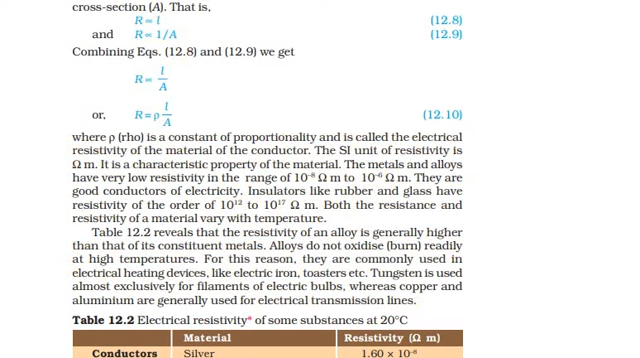 cross-section (A). That is,
R ∝ l (12.8)
and R ∝ 1/A (12.9)
Combining Eqs. (12.8) and (12.9) we get
R ∝ l/A
or, R = ρ l/A (12.10)
where ρ (rho) is a constant of proportionality and is called the electrical
resistivity of the material of the conductor. The SI unit of resistivity is
Ω m. It is a characteristic property of the material. The metals and alloys
have very low resistivity in the range of 10⁻⁸ Ω m to 10⁻⁶ Ω m. They are
good conductors of electricity. Insulators like rubber and glass have
resistivity of the order of 10¹² to 10¹⁷ Ω m. Both the resistance and
resistivity of a material vary with temperature.
Table 12.2 reveals that the resistivity of an alloy is generally higher
than that of its constituent metals. Alloys do not oxidise (burn) readily
at high temperatures. For this reason, they are commonly used in
electrical heating devices, like electric iron, toasters etc. Tungsten is used
almost exclusively for filaments of electric bulbs, whereas copper and
aluminium are generally used for electrical transmission lines.
Table 12.2 Electrical resistivity* of some substances at 20°C
Material Resistivity (Ω m)
Conductors Silver 1.60 × 10⁻⁸